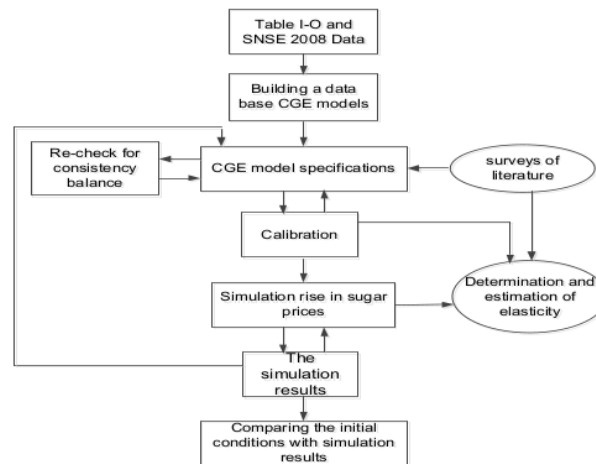 Table I-O and
SNSE 2008 Data
Building a data
base CGE models
Re-check for
consistency
balance
CGE model specifications
surveys of
literature
Calibration
Determination and
estimation of
elasticity
Simulation rise in sugar
prices
The
simulation
results
Comparing the initial
conditions with simulation
results